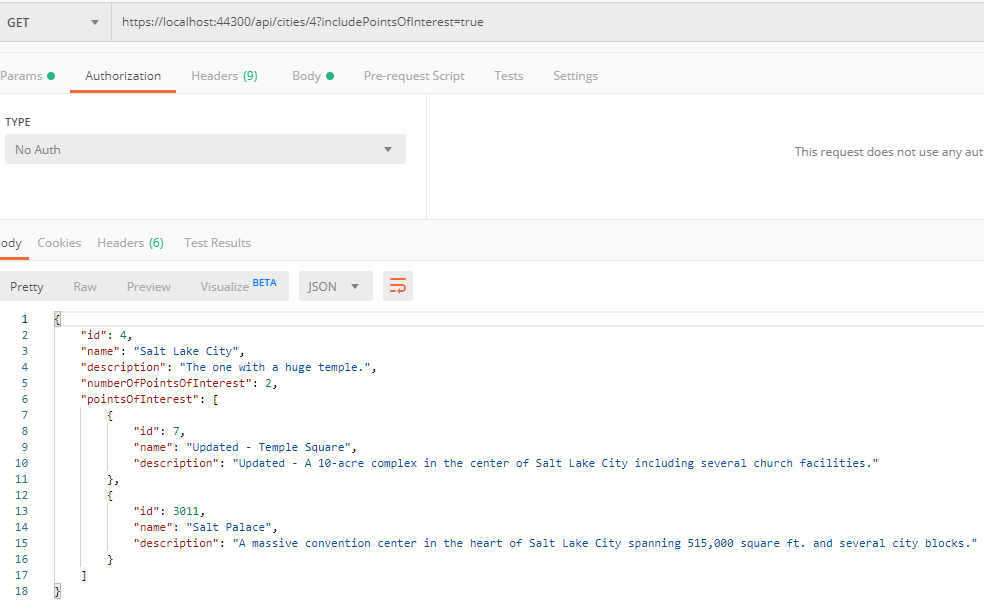 GET https://localhost:44300/api/cities/4?includePointsOfInterest=true
Params Authorization Headers (9) Body Pre-request Script Tests Settings
TYPE
No Auth
This request does not use any aut
ody Cookies Headers (6) Test Results
Pretty Raw Preview Visualize BETA JSON
1 {
2 "id": 4,
3 "name": "Salt Lake City",
4 "description": "The one with a huge temple.",
5 "numberOfPointsOfInterest": 2,
6 "pointsOfInterest": [
7 {
8 "id": 7,
9 "name": "Updated - Temple Square",
10 "description": "Updated - A 10-acre complex in the center of Salt Lake City including several church facilities."
11 },
12 {
13 "id": 3011,
14 "name": "Salt Palace",
15 "description": "A massive convention center in the heart of Salt Lake City spanning 515,000 square ft. and several city blocks."
16 }
17 ]
18 }